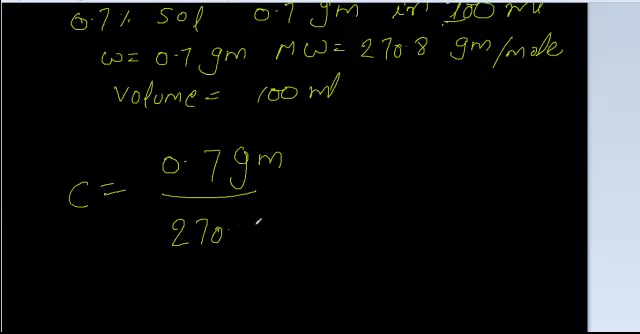 0.7% sol 0.7 gm in 100 ml
w= 0.7 gm MW= 270.8 gm/mole
volume= 100 ml
C= 0.7 gm
270.